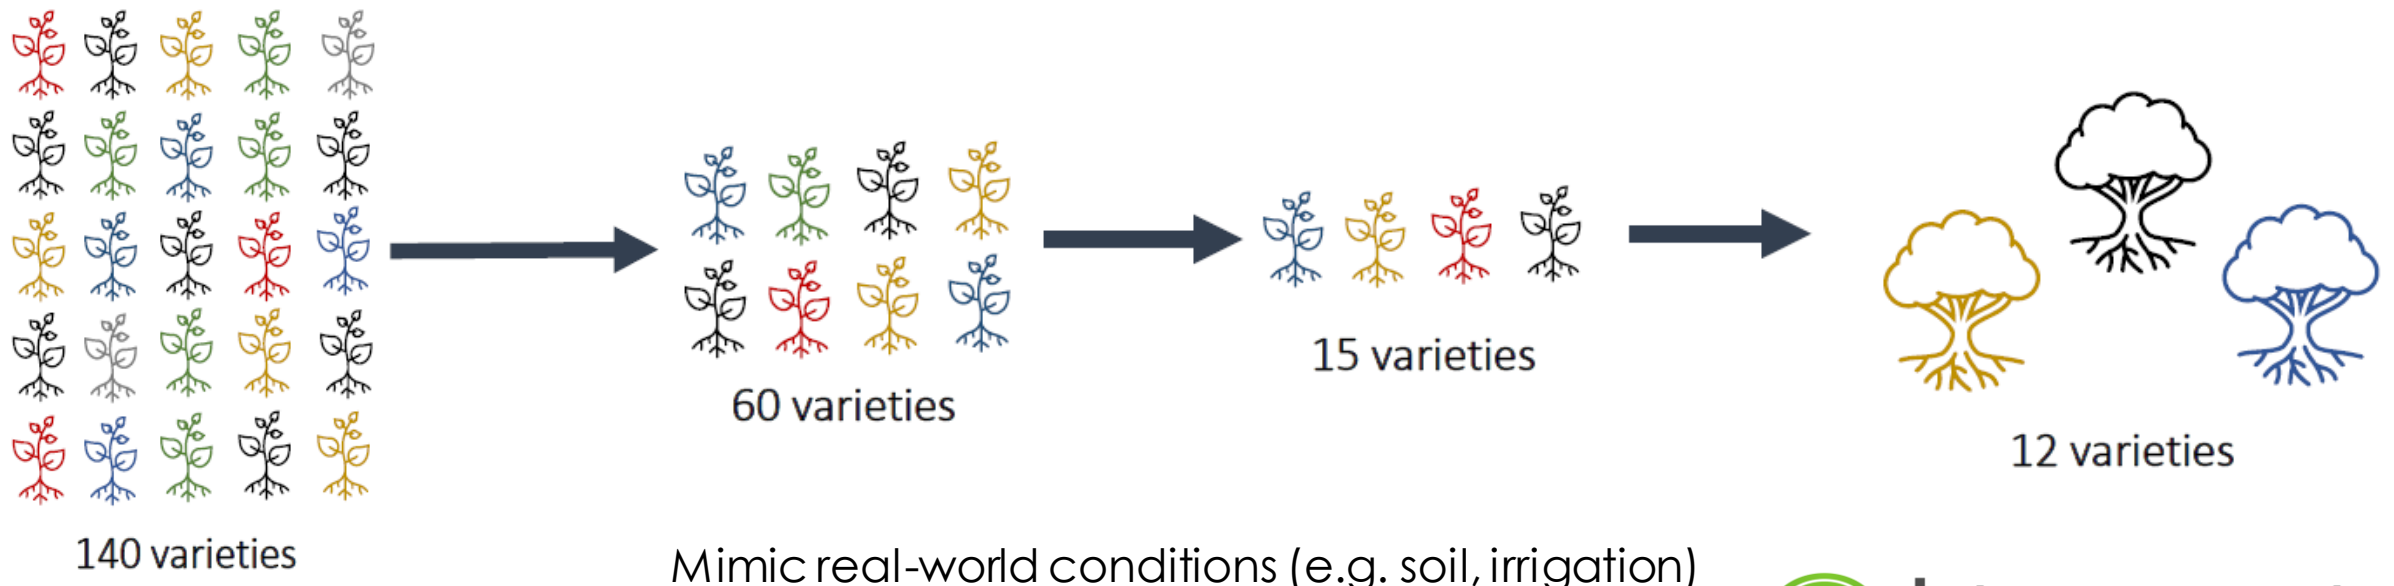 140 varieties
60 varieties
15 varieties
12 varieties
Mimic real-world conditions (e.g. soil, irrigation)